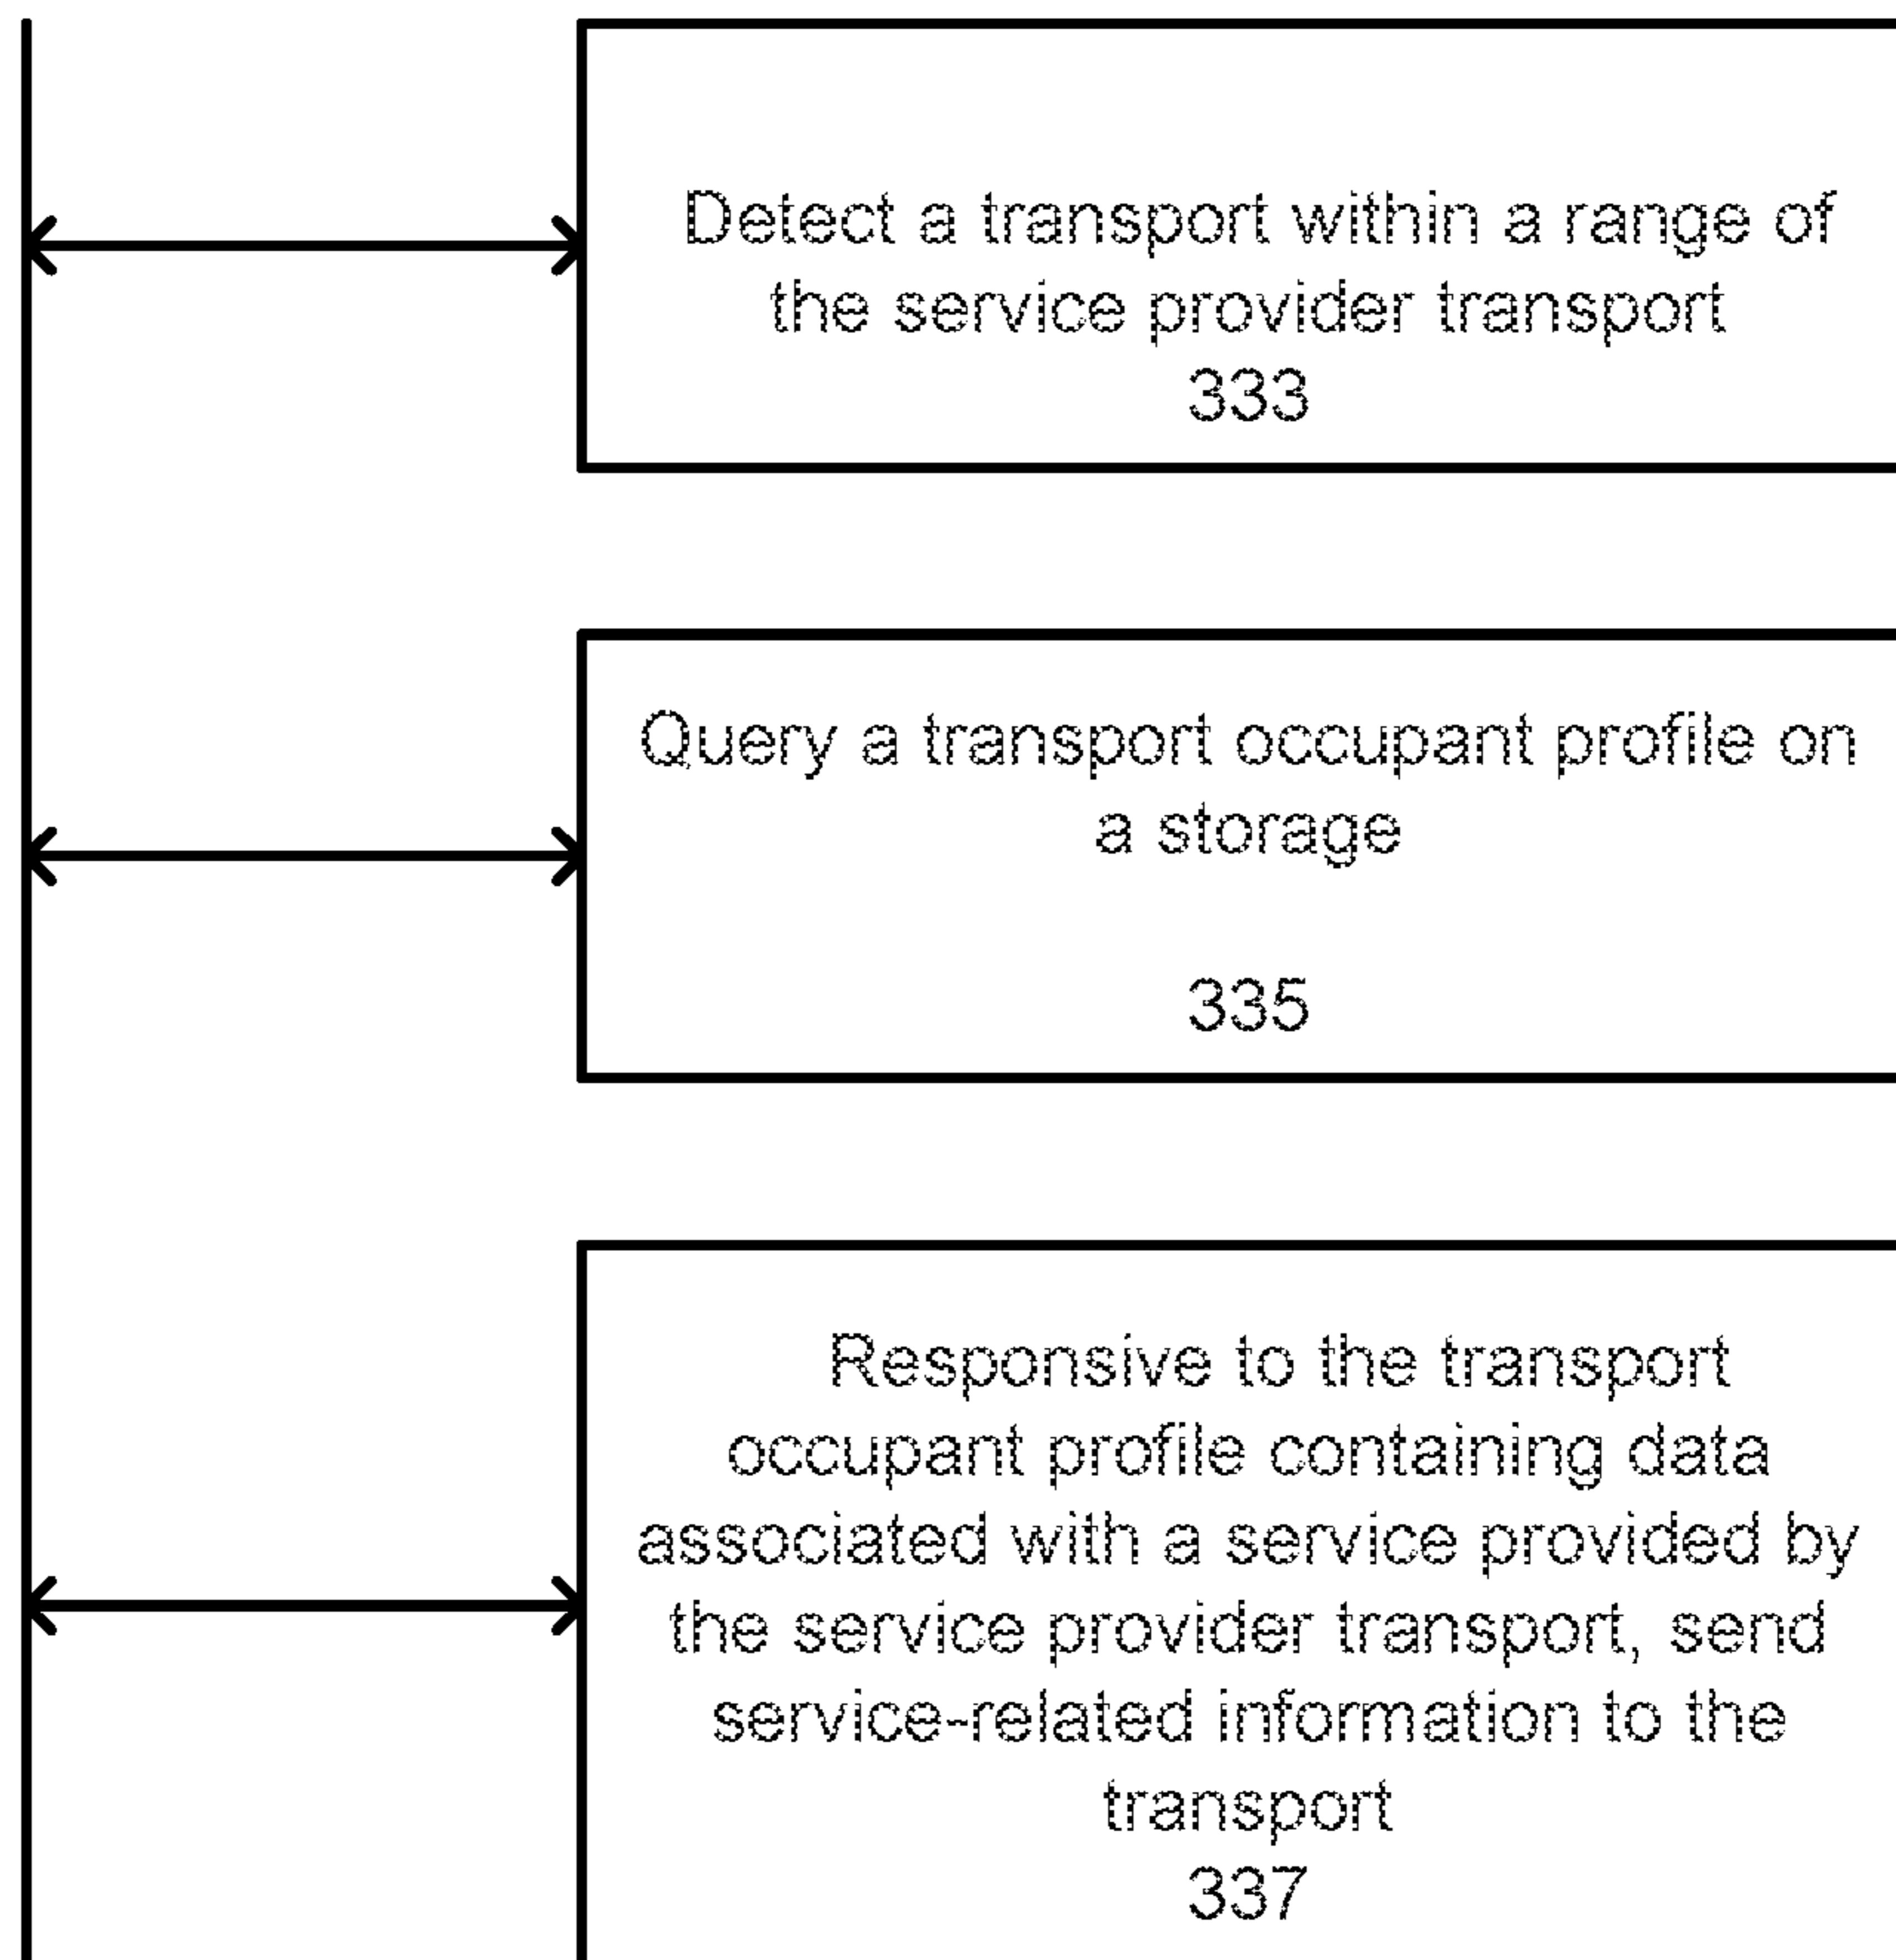 Detect a transport within a range of
the service provider transport
333
Query a transport occupant profile on
a storage
335
Responsive to the transport
occupant profile containing data
associated with a service provided by
the service provider transport, send
service-related information to the
transport
337